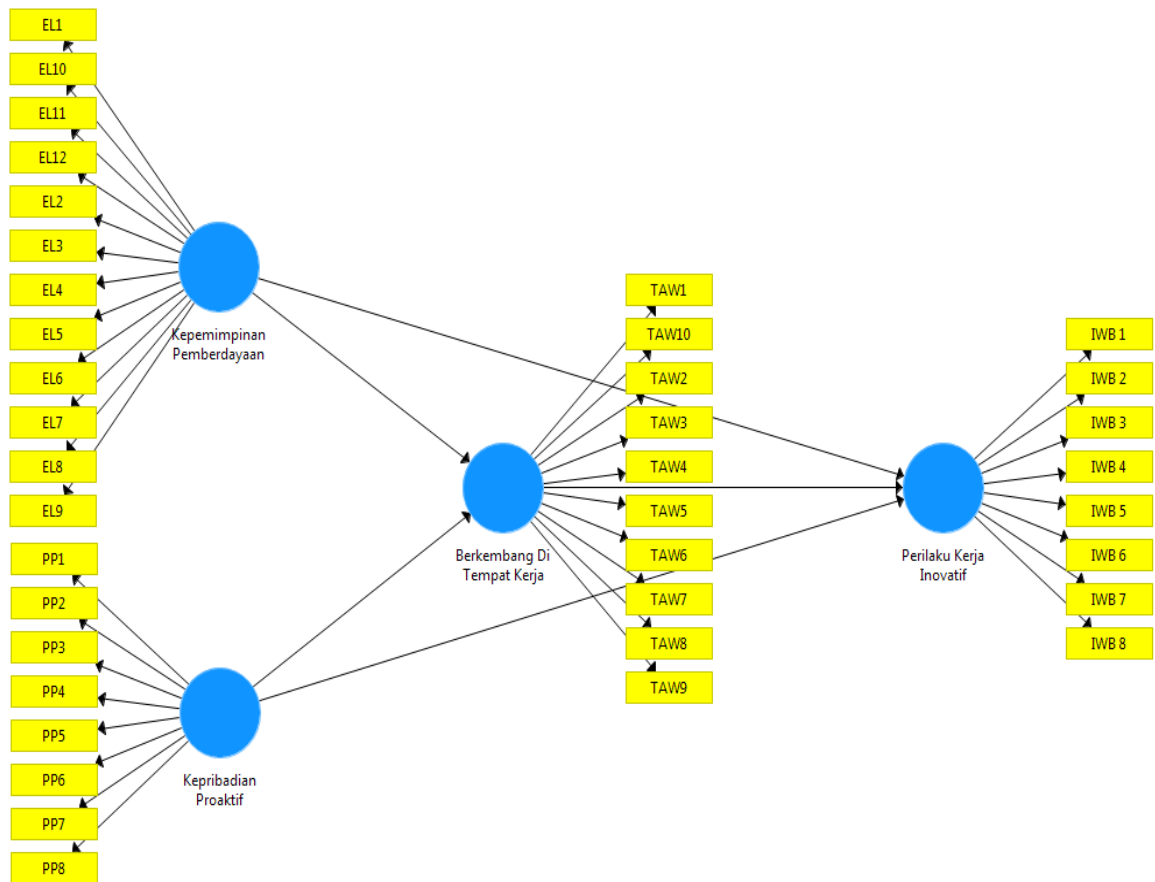 EL1
EL10
EL11
EL12
EL2
EL3
EL4
EL5
EL6
EL7
EL8
EL9
Kepemimpinan
Pemberdayaan
PP1
PP2
PP3
PP4
PP5
PP6
PP7
PP8
Kepribadian
Proaktif
Berkembang Di
Tempat Kerja
TAW1
TAW10
TAW2
TAW3
TAW4
TAW5
TAW6
TAW7
TAW8
TAW9
Perilaku Kerja
Inovatif
IWB 1
IWB 2
IWB 3
IWB 4
IWB 5
IWB 6
IWB 7
IWB 8